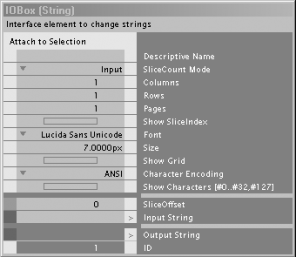 IOBox (String)
Interface element to change strings
Attach to Selection
Descriptive Name
Input SliceCount Mode
1 Columns
1 Rows
1 Pages
Show SliceIndex
Lucida Sans Unicode Font
7.0000px Size
Show Grid
ANSI Character Encoding
Show Characters [#0..#32,#127]
0 SliceOffset
> Input String
> Output String
1 ID